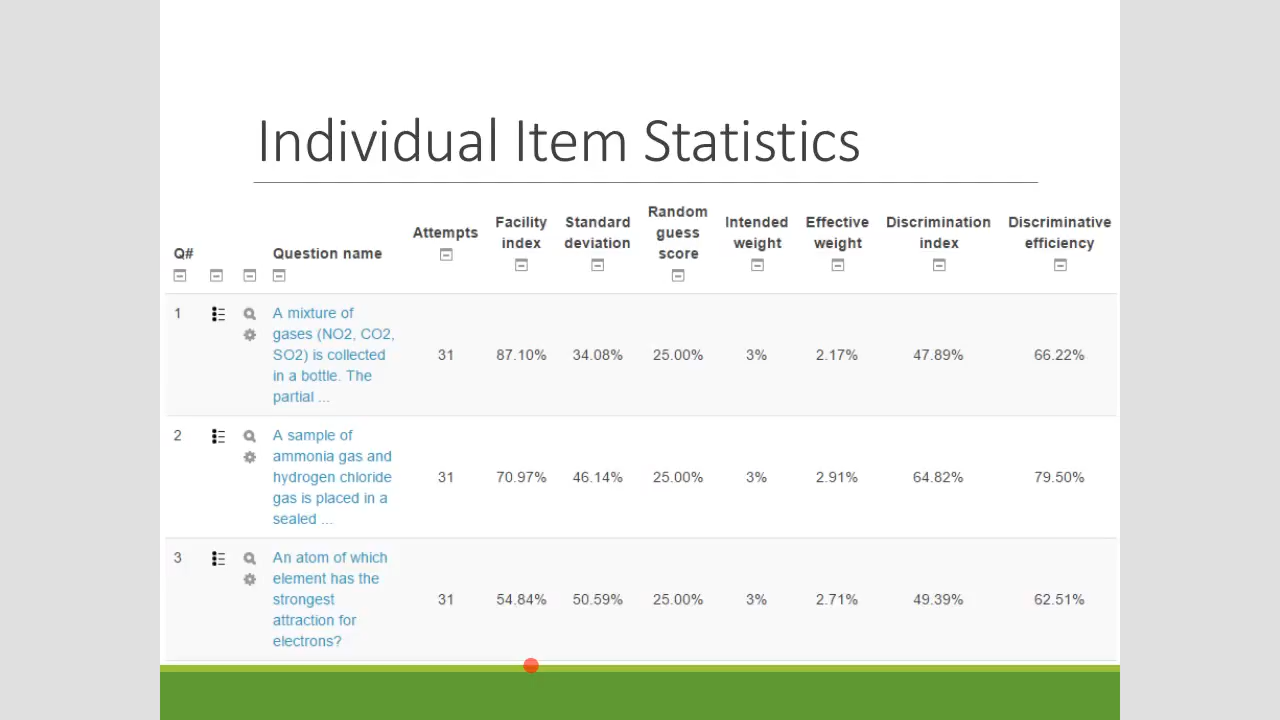 Individual Item Statistics
Q# Question name Attempts Facility index Standard deviation Random guess score Intended weight Effective weight Discrimination index Discriminative efficiency
1 A mixture of
gases (NO2, CO2,
SO2) is collected 31 87.10% 34.08% 25.00% 3% 2.17% 47.89% 66.22%
in a bottle. The
partial ...
2 A sample of
ammonia gas and
hydrogen chloride 31 70.97% 46.14% 25.00% 3% 2.91% 64.82% 79.50%
gas is placed in a
sealed ...
3 An atom of which
element has the
strongest 31 54.84% 50.59% 25.00% 3% 2.71% 49.39% 62.51%
attraction for
electrons?